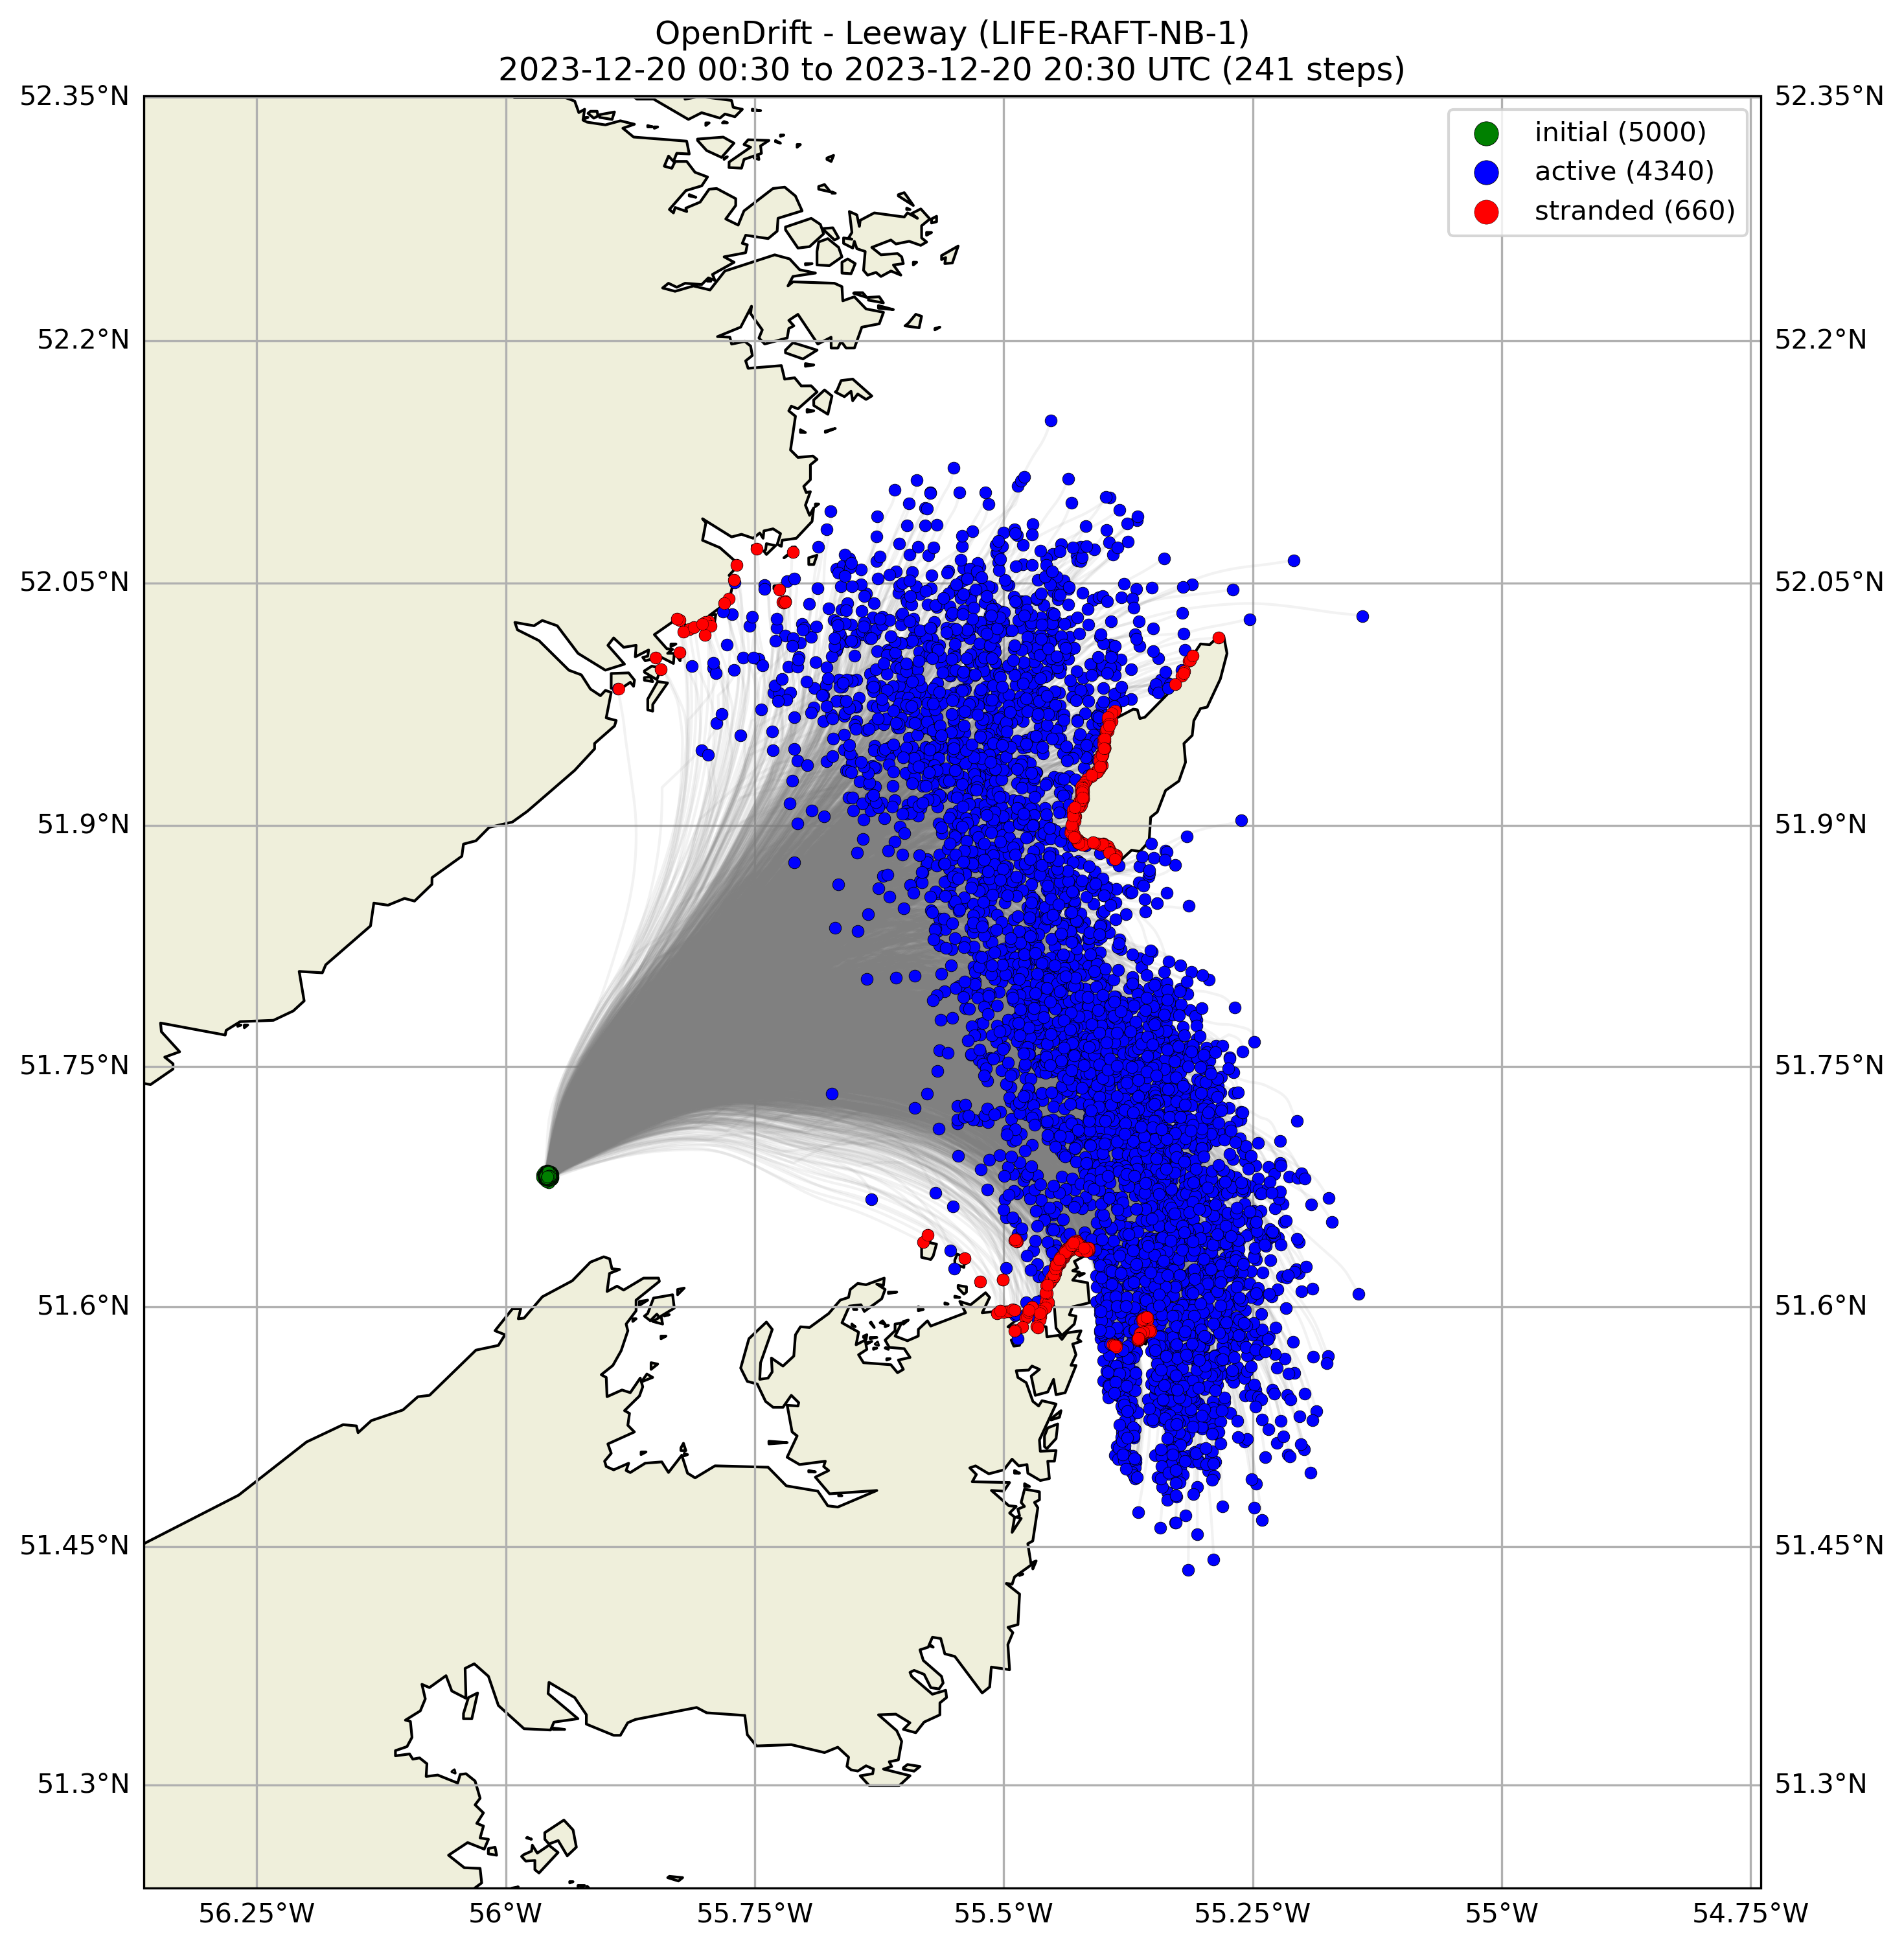 OpenDrift - Leeway (LIFE-RAFT-NB-1)
2023-12-20 00:30 to 2023-12-20 20:30 UTC (241 steps)
52.35°N
52.35°N
initial (5000)
active (4340)
stranded (660)
52.2°N
52.2°N
52.05°N
52.05°N
51.9°N
51.9°N
51.75°N
51.75°N
51.6°N
51.6°N
51.45°N
51.45°N
51.3°N
51.3°N
56.25°W 56°W 55.75°W 55.5°W 55.25°W 55°W 54.75°W